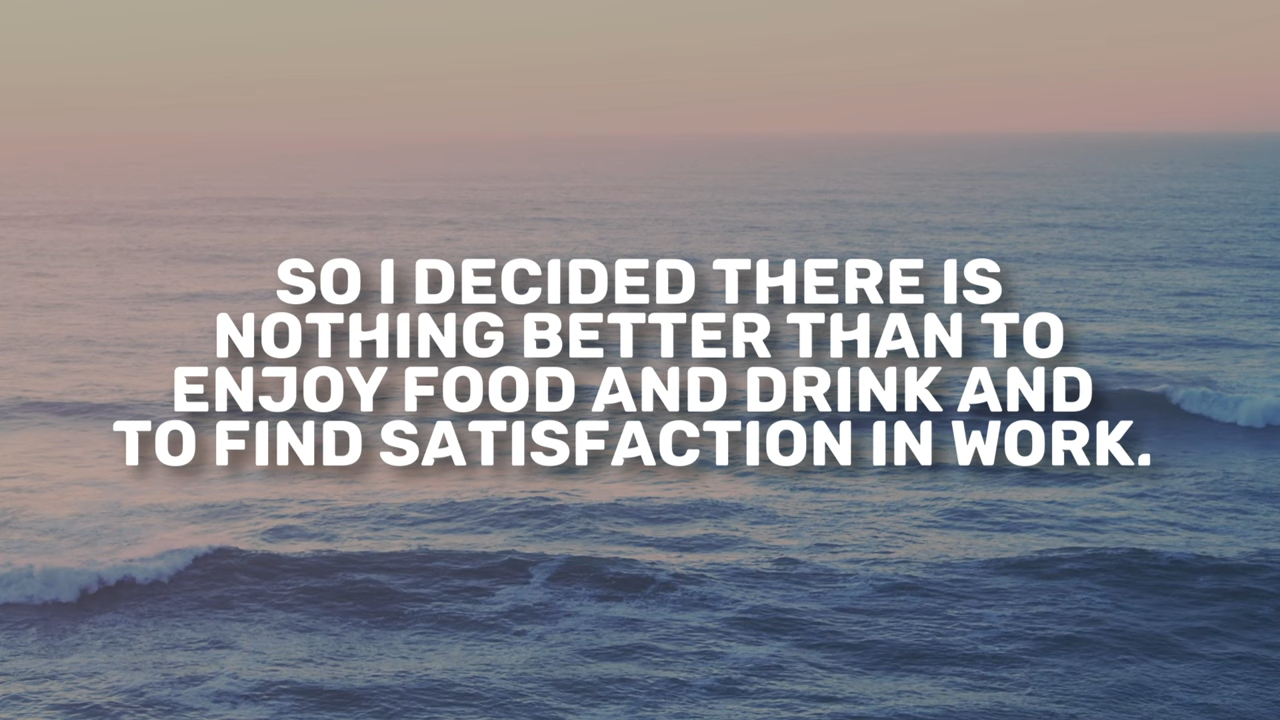 SO I DECIDED THERE IS
NOTHING BETTER THAN TO
ENJOY FOOD AND DRINK AND
TO FIND SATISFACTION IN WORK.